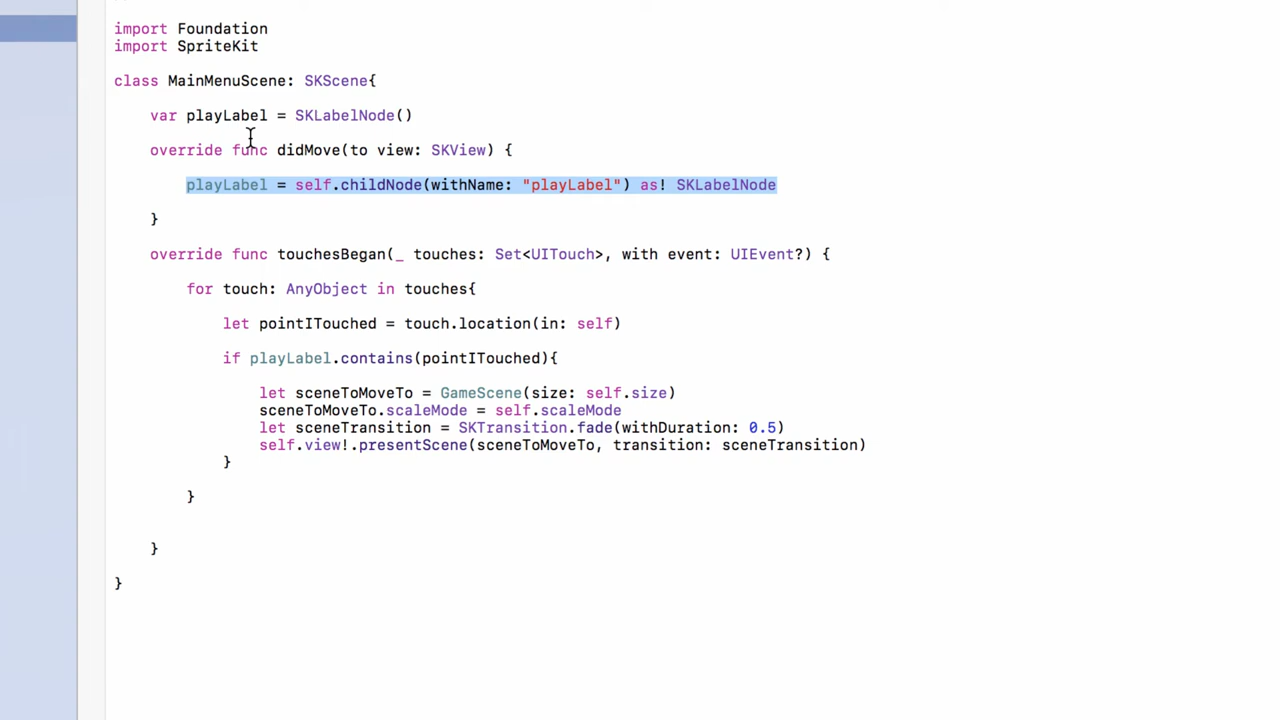 import Foundation
import SpriteKit
class MainMenuScene: SKScene{
var playLabel = SKLabelNode()
override func didMove(to view: SKView) {
playLabel = self.childNode(withName: "playLabel") as! SKLabelNode
}
override func touchesBegan(_ touches: Set<UITouch>, with event: UIEvent?) {
for touch: AnyObject in touches{
let pointITouched = touch.location(in: self)
if playLabel.contains(pointITouched){
let sceneToMoveTo = GameScene(size: self.size)
sceneToMoveTo.scaleMode = self.scaleMode
let sceneTransition = SKTransition.fade(withDuration: 0.5)
self.view!.presentScene(sceneToMoveTo, transition: sceneTransition)
}
}
}
}